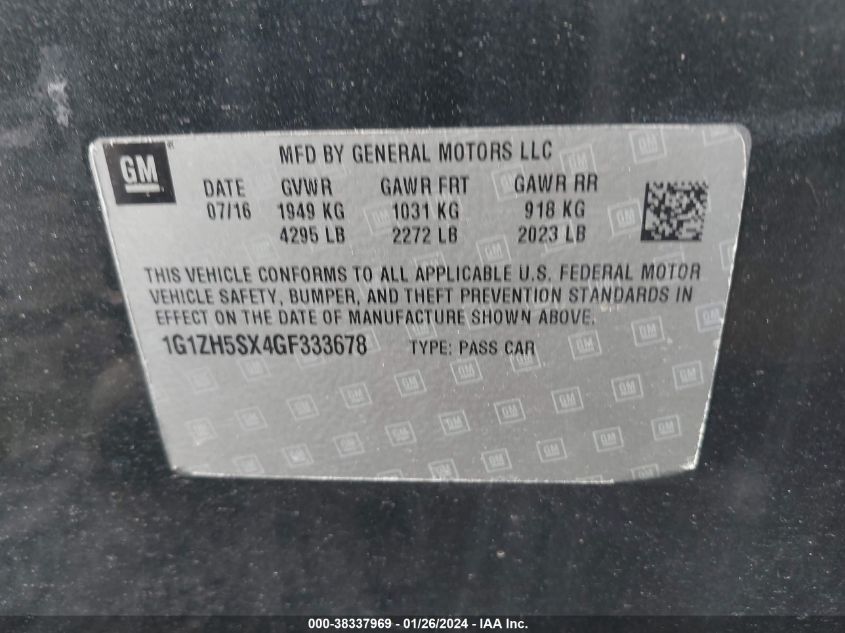 GM
MFD BY GENERAL MOTORS LLC
DATE GVWR GAWR FRT GAWR RR
07/16 1949 KG 1031 KG 918 KG
4295 LB 2272 LB 2023 LB
THIS VEHICLE CONFORMS TO ALL APPLICABLE U.S. FEDERAL MOTOR
VEHICLE SAFETY, BUMPER, AND THEFT PREVENTION STANDARDS IN
EFFECT ON THE DATE OF MANUFACTURE SHOWN ABOVE.
1G1ZH5SX4GF333678 TYPE: PASS CAR
000-38337969 - 01/26/2024 - IAA Inc.